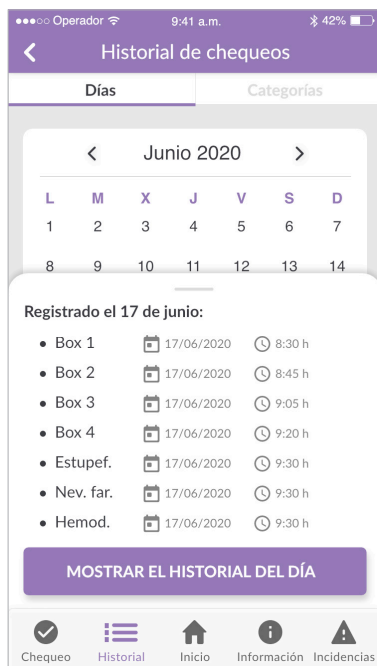 Operador 9:41 a.m. 42%
Historial de chequeos
Días Categorías
Junio 2020
L M X J V S D
1 2 3 4 5 6 7
8 9 10 11 12 13 14
Registrado el 17 de junio:
• Box 1 17/06/2020 8:30 h
• Box 2 17/06/2020 8:45 h
• Box 3 17/06/2020 9:05 h
• Box 4 17/06/2020 9:20 h
• Estupef. 17/06/2020 9:30 h
• Nev. far. 17/06/2020 9:30 h
• Hemod. 17/06/2020 9:30 h
MOSTRAR EL HISTORIAL DEL DÍA
Chequeo Historial Inicio Información Incidencias